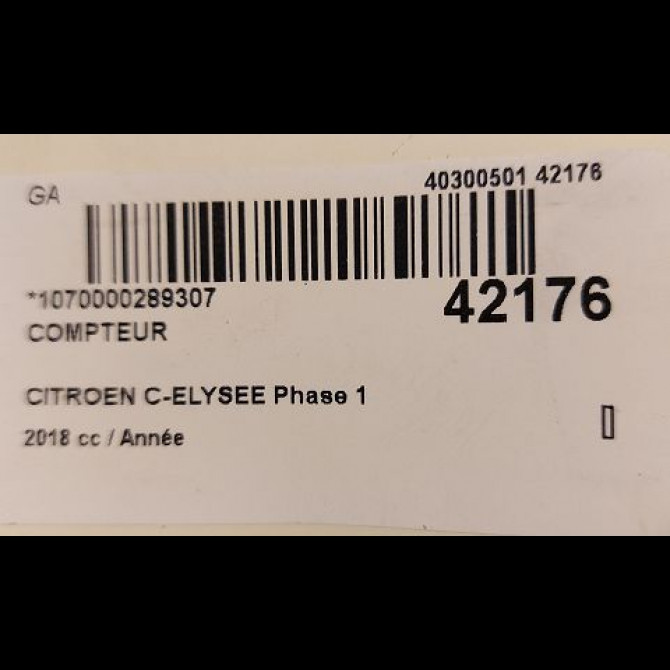 GA
40300501 42176
*1070000289307
42176
COMPTEUR
CITROEN C-ELYSEE Phase 1
2018 cc / Année